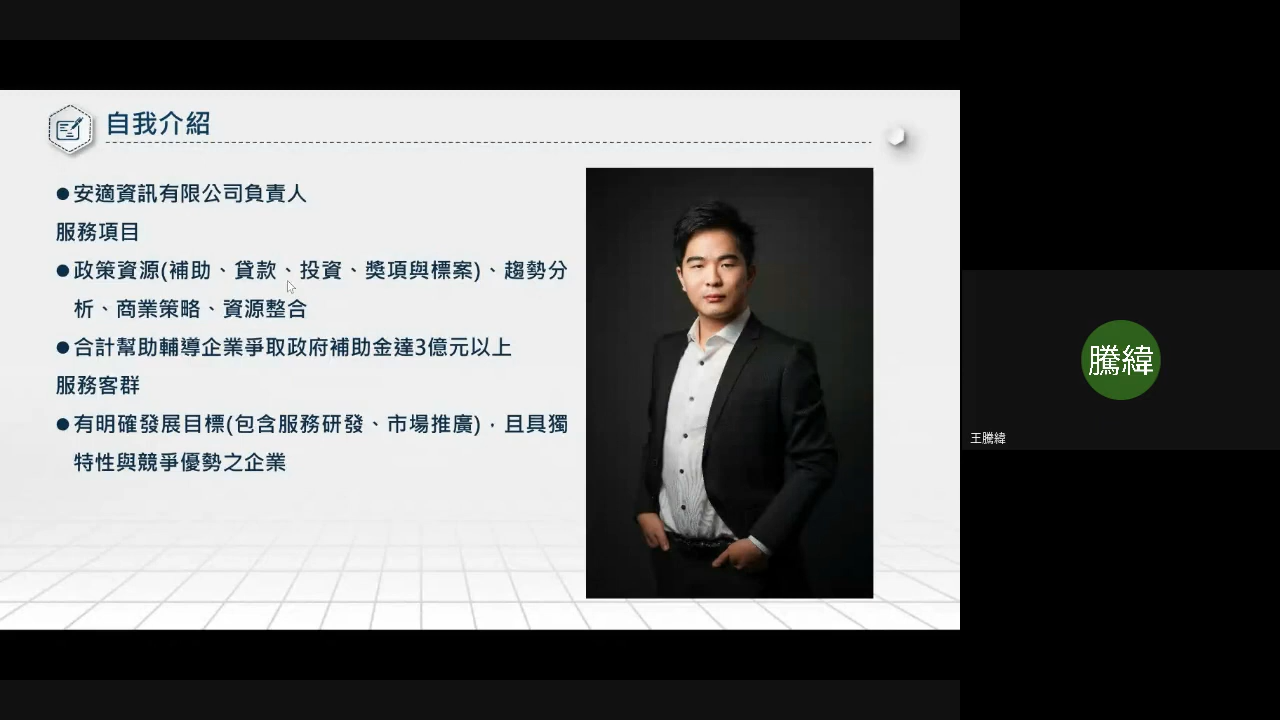 自我介紹
●安適資訊有限公司負責人
服務項目
●政策資源(補助、貸款、投資、獎項與標案)、趨勢分
析、商業策略、資源整合
●合計幫助輔導企業爭取政府補助金達3億元以上
服務客群
●有明確發展目標(包含服務研發、市場推廣)，且具獨
特性與競爭優勢之企業
騰緯
王騰緯